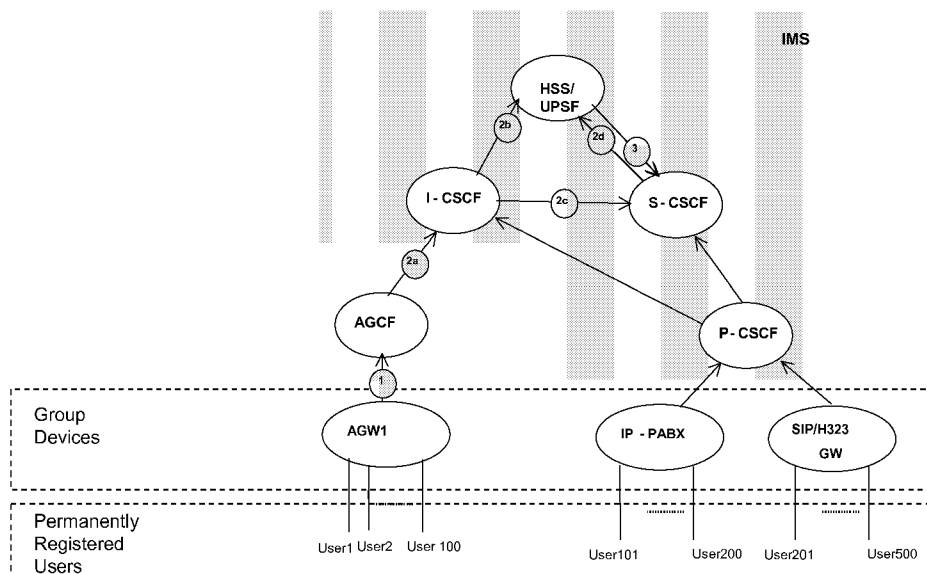 IMS
HSS/
UPSF
2b
2d
3
I - CSCF
2c
S - CSCF
2a
AGCF
P - CSCF
1
Group
Devices
AGW1
IP - PABX
SIP/H323
GW
Permanently
Registered
Users
User1
User2
User 100
User101
User200
User201
User500